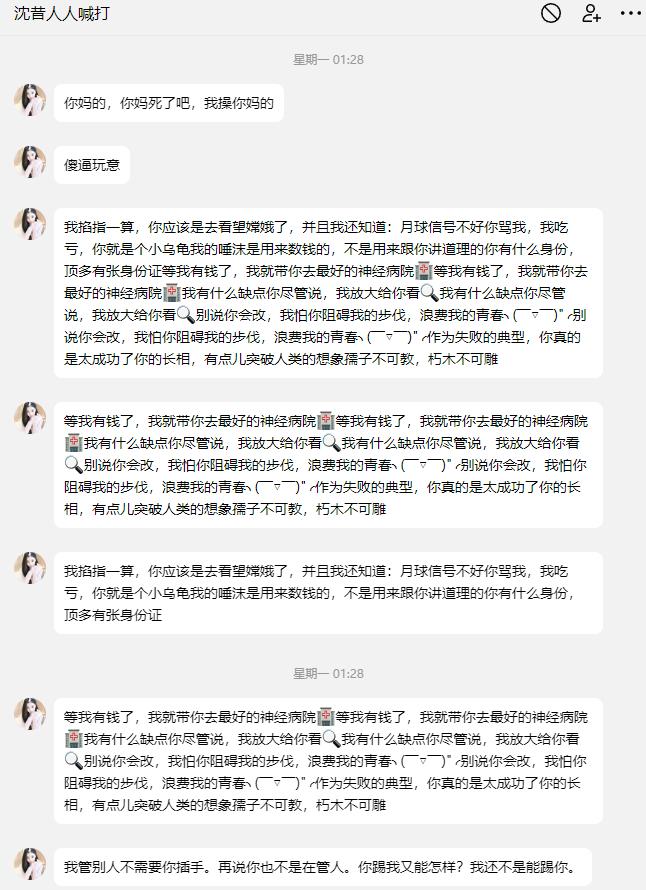 沈昔人人喊打
星期一 01:28
你妈的，你妈死了吧，我操你妈的
傻逼玩意
我掐指一算，你应该是去看望嫦娥了，并且我还知道：月球信号不好你骂我，我吃
亏，你就是个小乌龟我的唾沫是用来数钱的，不是用来跟你讲道理的你有什么身份，
顶多有张身份证等我有钱了，我就带你去最好的神经病院🏥等我有钱了，我就带你去
最好的神经病院🏥我有什么缺点你尽管说，我放大给你看🔍我有什么缺点你尽管
说，我放大给你看🔍别说你会改，我怕你阻碍我的步伐，浪费我的青春╮(￣▽￣)"╭别
说你会改，我怕你阻碍我的步伐，浪费我的青春╮(￣▽￣)"╭作为失败的典型，你真的
是太成功了你的长相，有点儿突破人类的想象孺子不可教，朽木不可雕
等我有钱了，我就带你去最好的神经病院🏥等我有钱了，我就带你去最好的神经病院
🏥我有什么缺点你尽管说，我放大给你看🔍我有什么缺点你尽管说，我放大给你看
🔍别说你会改，我怕你阻碍我的步伐，浪费我的青春╮(￣▽￣)"╭别说你会改，我怕你
阻碍我的步伐，浪费我的青春╮(￣▽￣)"╭作为失败的典型，你真的是太成功了你的长
相，有点儿突破人类的想象孺子不可教，朽木不可雕
我掐指一算，你应该是去看望嫦娥了，并且我还知道：月球信号不好你骂我，我吃
亏，你就是个小乌龟我的唾沫是用来数钱的，不是用来跟你讲道理的你有什么身份，
顶多有张身份证
星期一 01:28
等我有钱了，我就带你去最好的神经病院🏥等我有钱了，我就带你去最好的神经病院
🏥我有什么缺点你尽管说，我放大给你看🔍我有什么缺点你尽管说，我放大给你看
🔍别说你会改，我怕你阻碍我的步伐，浪费我的青春╮(￣▽￣)"╭别说你会改，我怕你
阻碍我的步伐，浪费我的青春╮(￣▽￣)"╭作为失败的典型，你真的是太成功了你的长
相，有点儿突破人类的想象孺子不可教，朽木不可雕
我管别人不需要你插手。再说你也不是在管人。你踢我又能怎样？我还不是能踢你。